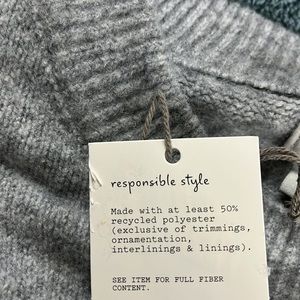 responsible style
Made with at least 50%
recycled polyester
(exclusive of trimmings,
ornamentation,
interlinings & linings).
SEE ITEM FOR FULL FIBER
CONTENT.